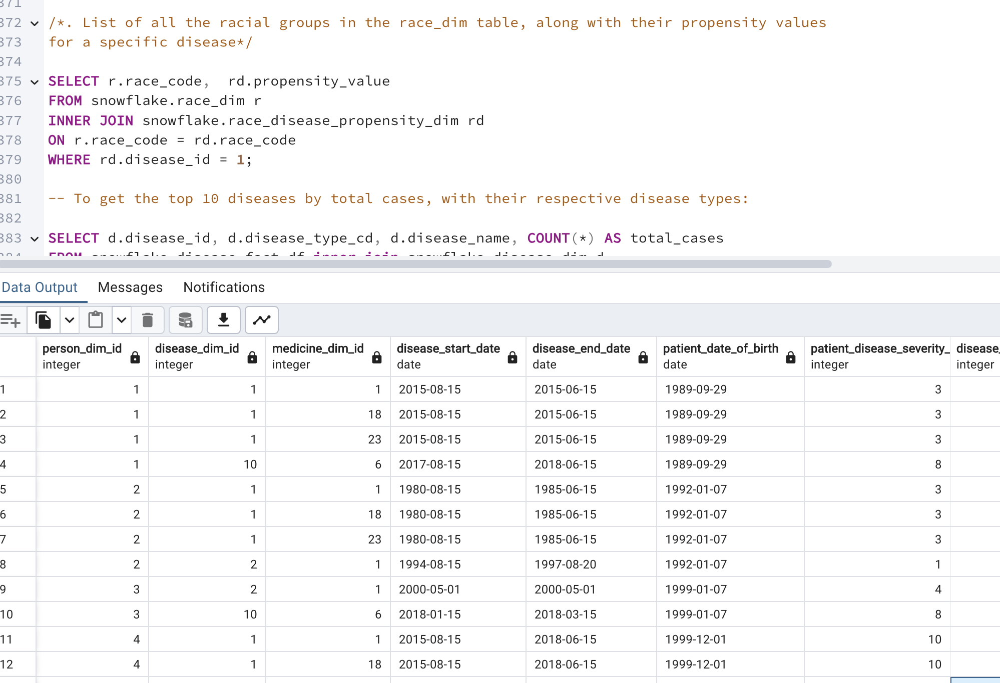 371
372 /*. List of all the racial groups in the race_dim table, along with their propensity values
373 for a specific disease*/
374
375 SELECT r.race_code,  rd.propensity_value
376 FROM snowflake.race_dim r
377 INNER JOIN snowflake.race_disease_propensity_dim rd
378 ON r.race_code = rd.race_code
379 WHERE rd.disease_id = 1;
380
381 -- To get the top 10 diseases by total cases, with their respective disease types:
382
383 SELECT d.disease_id, d.disease_type_cd, d.disease_name, COUNT(*) AS total_cases
384 FROM snowflake.disease_fact df inner join snowflake.disease_dim d
Data Output Messages Notifications
person_dim_id disease_dim_id medicine_dim_id disease_start_date disease_end_date patient_date_of_birth patient_disease_severity_ disease_
integer integer integer date date date integer integer
1 1 1 1 2015-08-15 2015-06-15 1989-09-29 3
2 1 1 18 2015-08-15 2015-06-15 1989-09-29 3
3 1 1 23 2015-08-15 2015-06-15 1989-09-29 3
4 1 10 6 2017-08-15 2018-06-15 1989-09-29 8
5 2 1 1 1980-08-15 1985-06-15 1992-01-07 3
6 2 1 18 1980-08-15 1985-06-15 1992-01-07 3
7 2 1 23 1980-08-15 1985-06-15 1992-01-07 3
8 2 2 1 1994-08-15 1997-08-20 1992-01-07 1
9 3 2 1 2000-05-01 2000-05-01 1999-01-07 4
10 3 10 6 2018-01-15 2018-03-15 1999-01-07 8
11 4 1 1 2015-08-15 2018-06-15 1999-12-01 10
12 4 1 18 2015-08-15 2018-06-15 1999-12-01 10